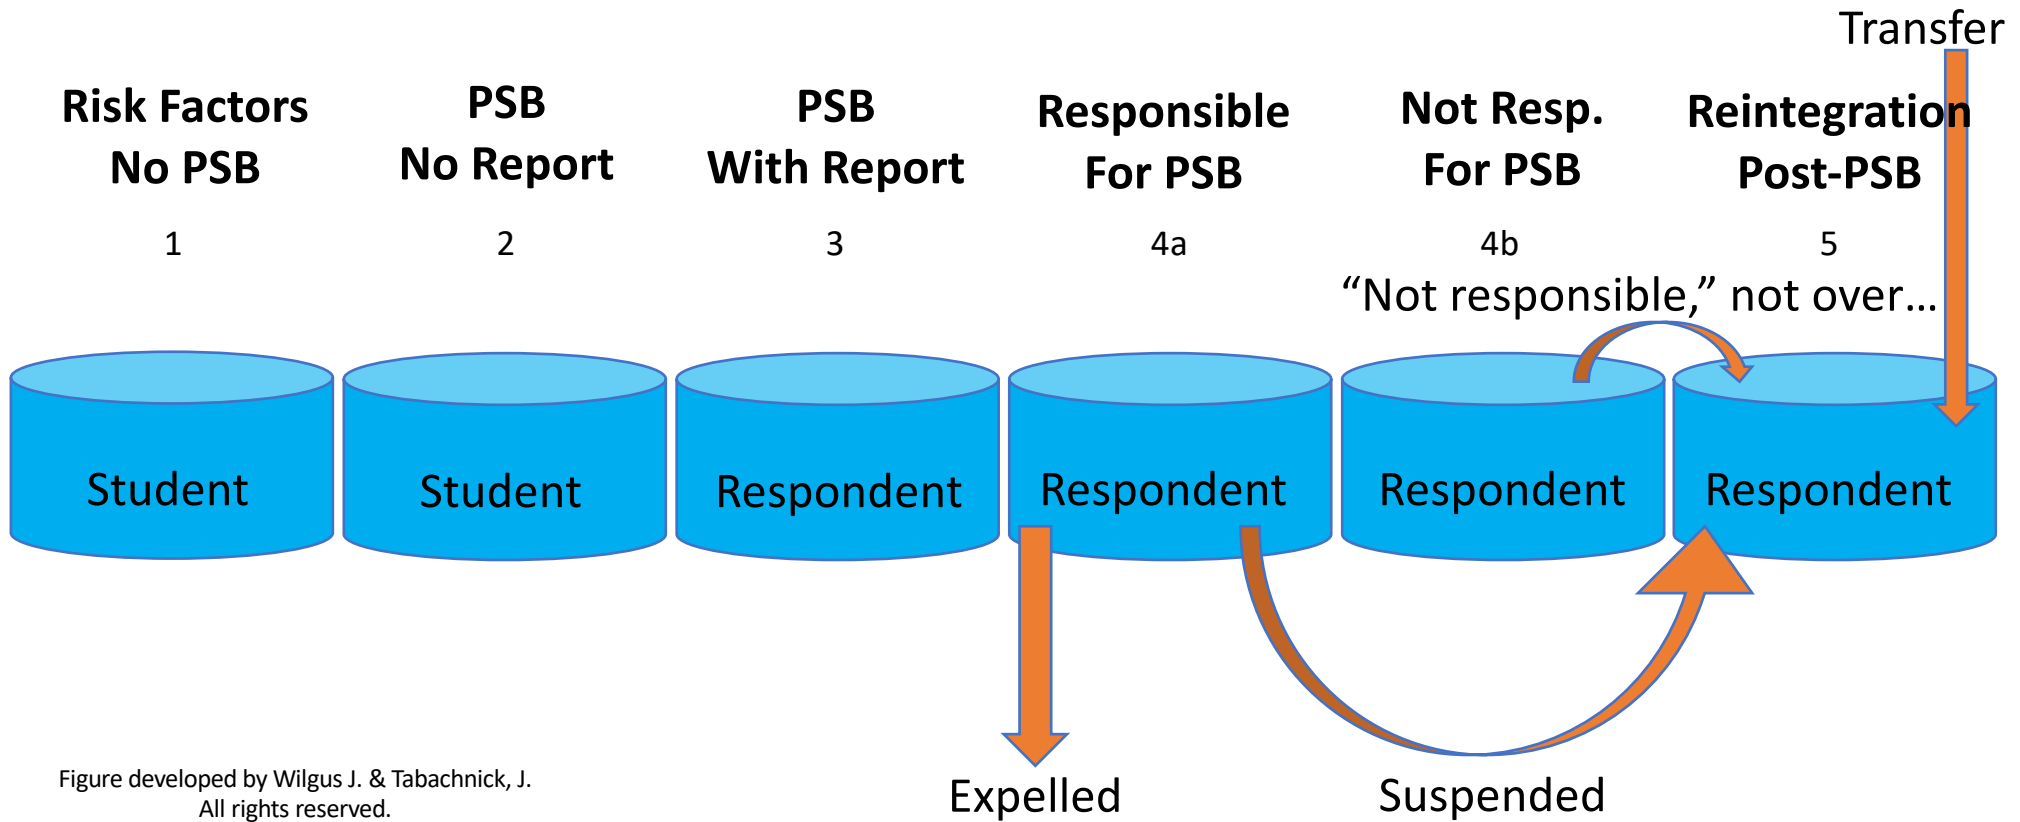 Transfer
Risk Factors
No PSB
1
PSB
No Report
2
PSB
With Report
3
Responsible
For PSB
4a
Not Resp.
For PSB
4b
Reintegration
Post-PSB
5
“Not responsible,” not over...
Student
Student
Respondent
Respondent
Respondent
Respondent
Expelled
Suspended
Figure developed by Wilgus J. & Tabachnick, J.
All rights reserved.